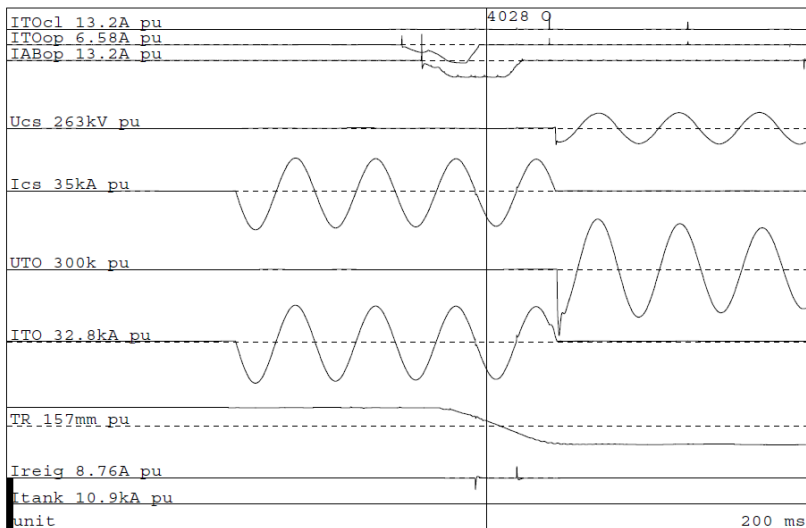 4028 O
ITOcl 13.2A pu
ITOop 6.58A pu
IABop 13.2A pu
Ucs 263kV pu
Ics 35kA pu
UTO 300k pu
ITO 32.8kA pu
TR 157mm pu
Ireig 8.76A pu
Itank 10.9kA pu
unit 200 ms